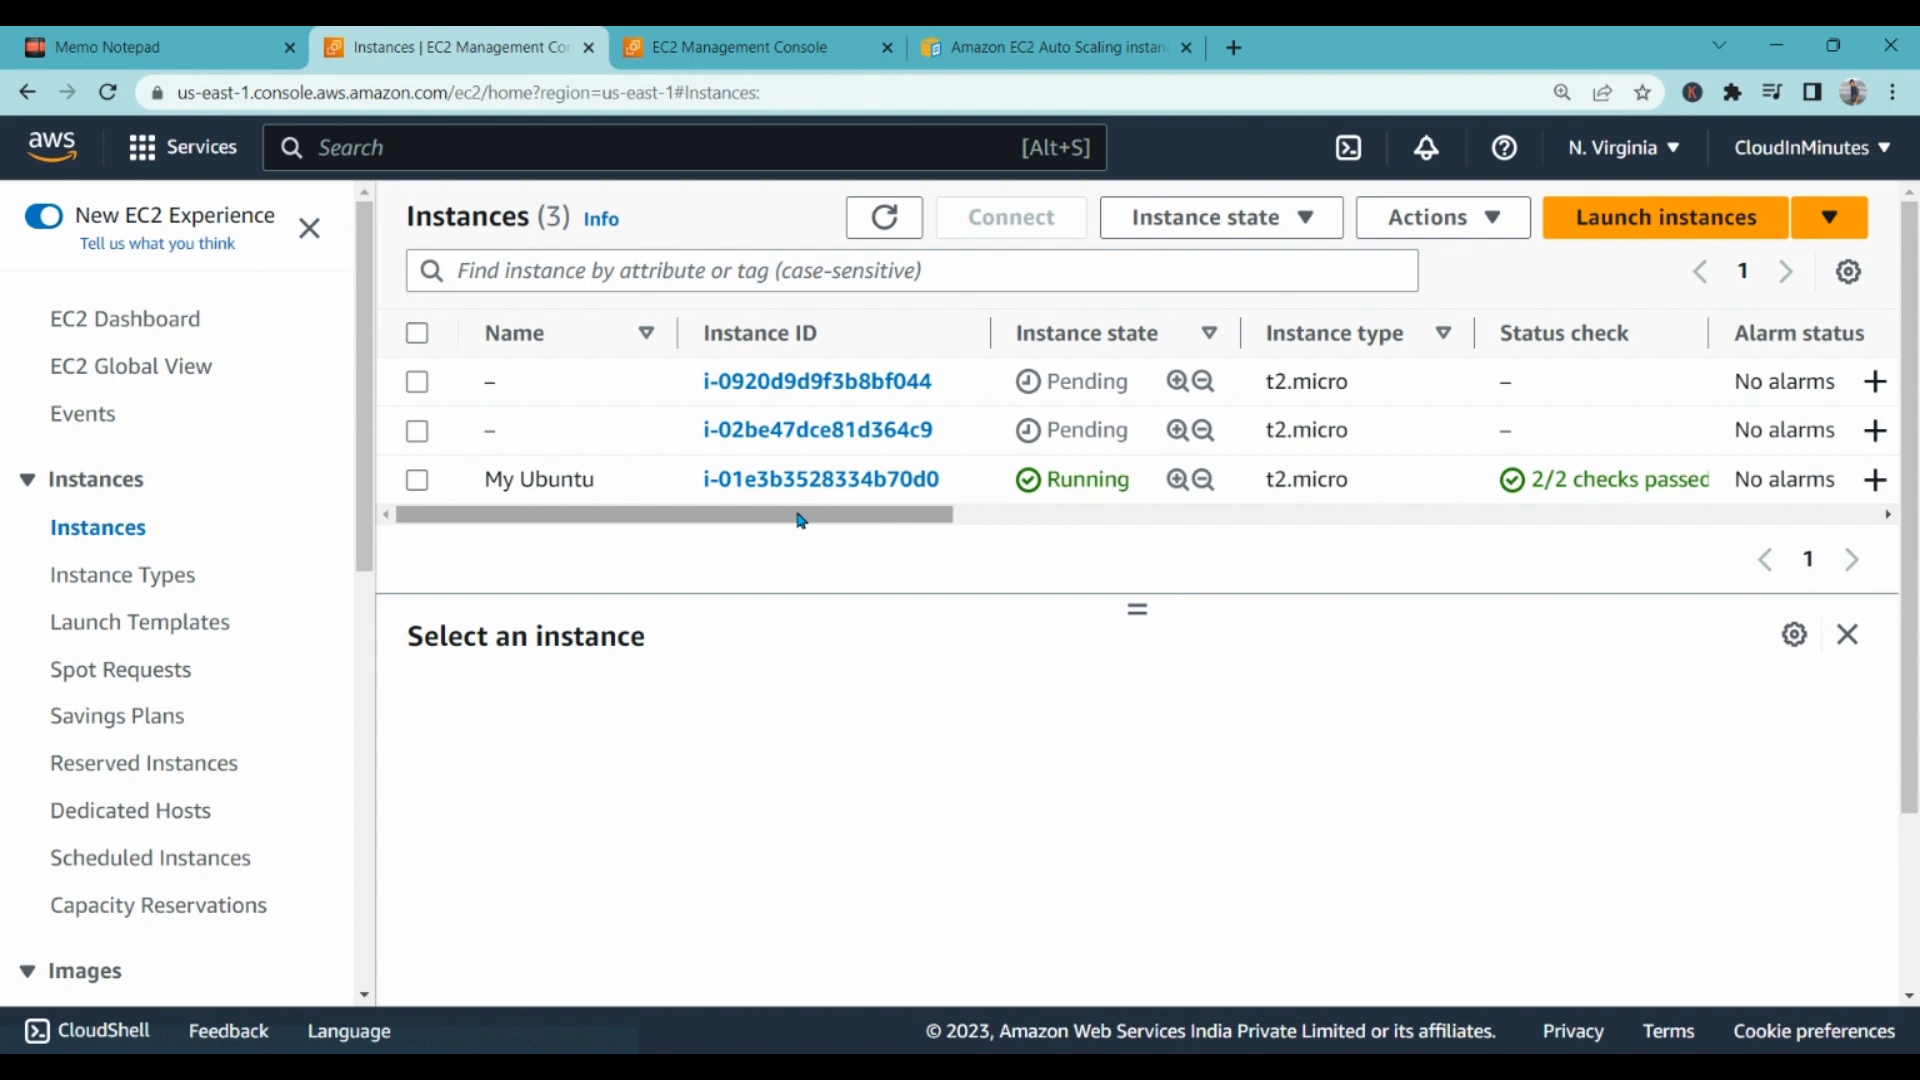 Memo Notepad
Instances | EC2 Management Co
EC2 Management Console
Amazon EC2 Auto Scaling instan
us-east-1.console.aws.amazon.com/ec2/home?region=us-east-1#Instances:
aws
Services
Search
[Alt+S]
N. Virginia
CloudInMinutes
New EC2 Experience
Tell us what you think
EC2 Dashboard
EC2 Global View
Events
Instances
Instances
Instance Types
Launch Templates
Spot Requests
Savings Plans
Reserved Instances
Dedicated Hosts
Scheduled Instances
Capacity Reservations
Images
Instances (3) Info
Connect
Instance state
Actions
Launch instances
Find instance by attribute or tag (case-sensitive)
1
Name Instance ID Instance state Instance type Status check Alarm status
– i-0920d9d9f3b8bf044 Pending t2.micro – No alarms
– i-02be47dce81d364c9 Pending t2.micro – No alarms
My Ubuntu i-01e3b3528334b70d0 Running t2.micro 2/2 checks passed No alarms
1
Select an instance
CloudShell
Feedback
Language
© 2023, Amazon Web Services India Private Limited or its affiliates.
Privacy
Terms
Cookie preferences